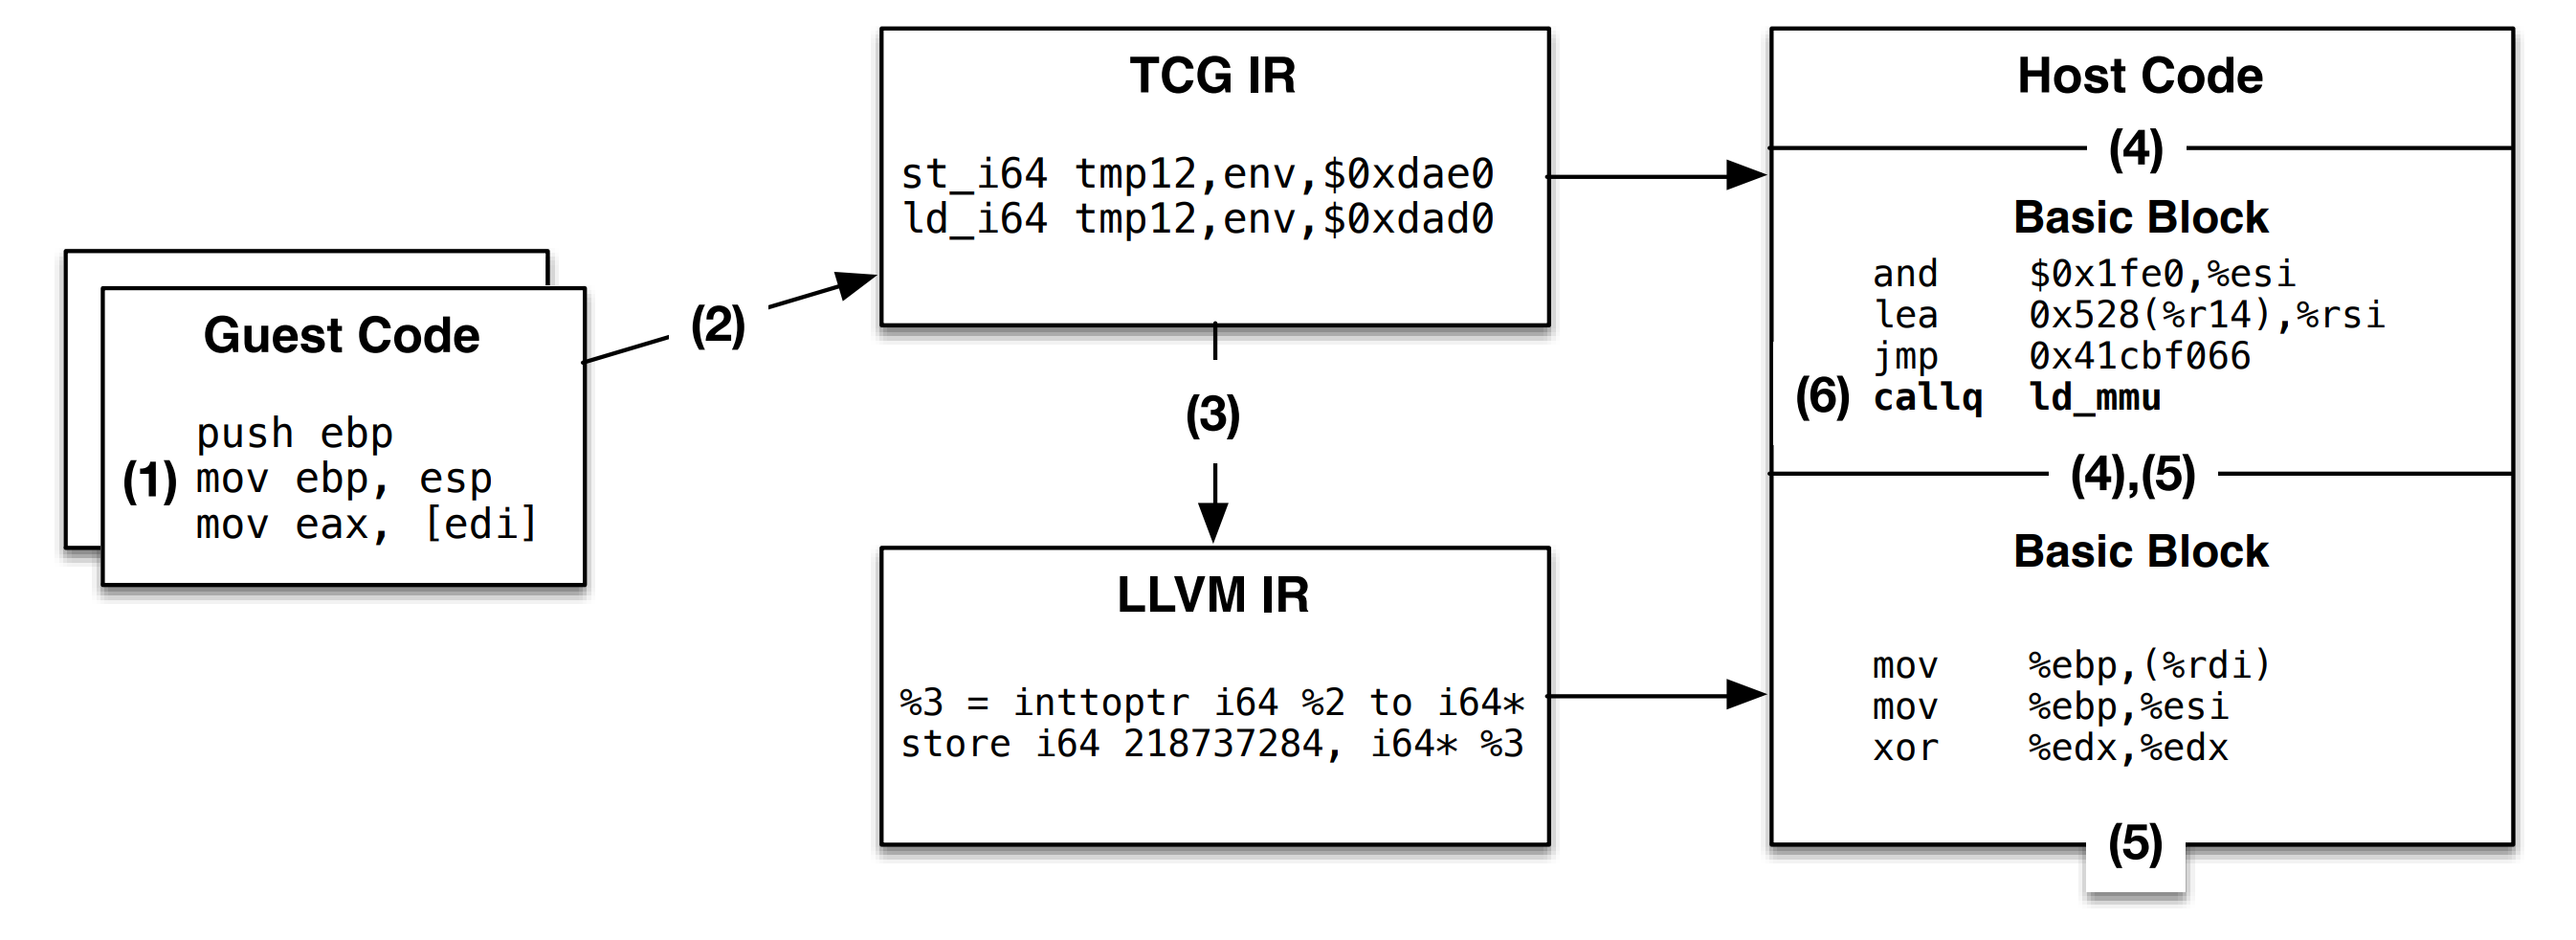 Guest Code
push ebp
(1) mov ebp, esp
mov eax, [edi]
(2)
TCG IR
st_i64 tmp12,env,$0xdae0
ld_i64 tmp12,env,$0xdad0
(3)
LLVM IR
%3 = inttoptr i64 %2 to i64*
store i64 218737284, i64* %3
Host Code
(4)
Basic Block
and $0x1fe0,%esi
lea 0x528(%r14),%rsi
jmp 0x41cbf066
(6) callq ld_mmu
(4),(5)
Basic Block
mov %ebp,(%rdi)
mov %ebp,%esi
xor %edx,%edx
(5)